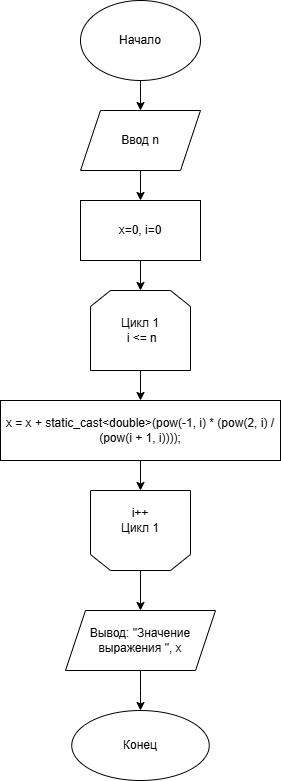 Начало
Ввод n
x=0, i=0
Цикл 1
i <= n
x = x + static_cast<double>(pow(-1, i) * (pow(2, i) /
(pow(i + 1, i))));
i++
Цикл 1
Вывод: "Значение
выражения ", x
Конец